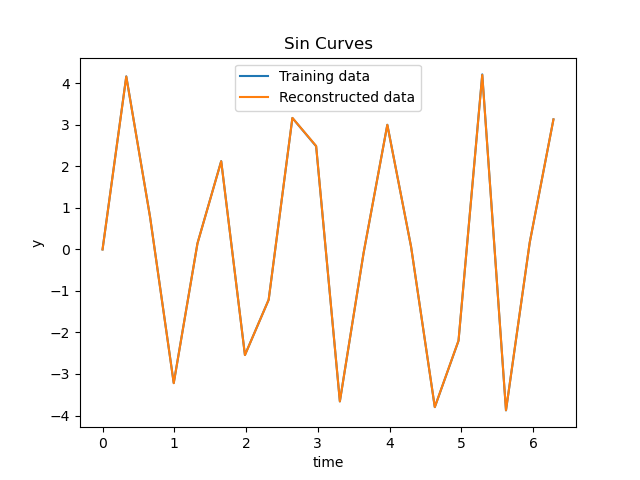 Sin Curves
Training data
Reconstructed data
4
3
2
1
0
−1
−2
−3
−4
y
0 1 2 3 4 5 6
time